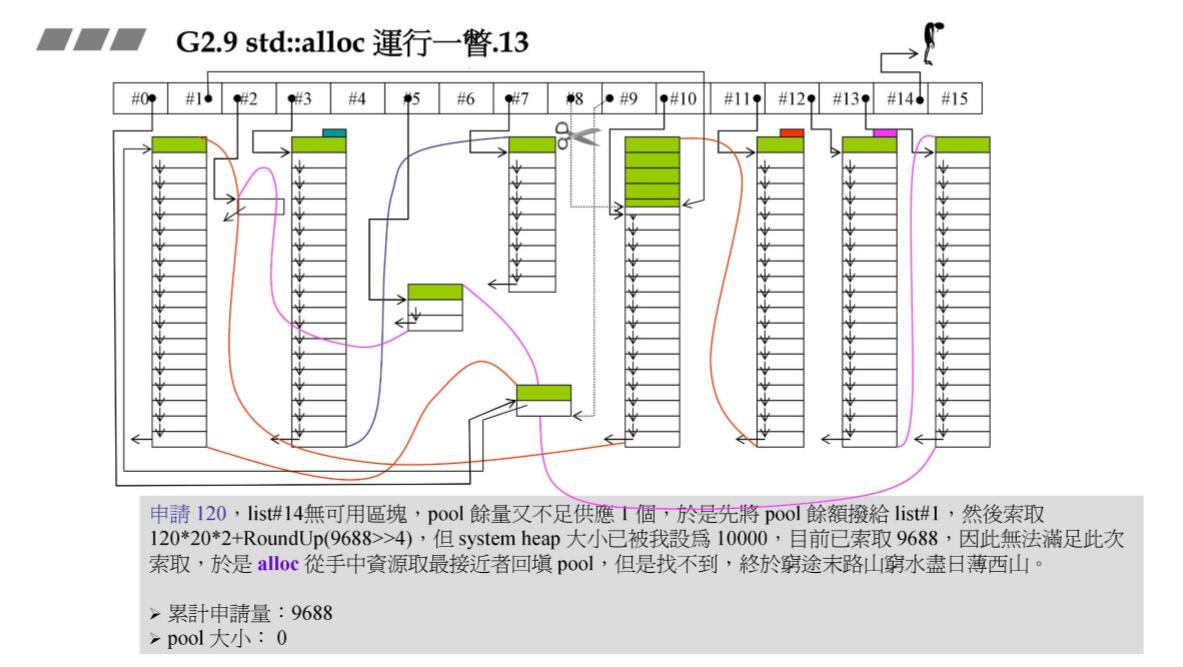 G2.9 std::alloc 運行一瞥.13
#0 #1 #2 #3 #4 #5 #6 #7 #8 #9 #10 #11 #12 #13 #14 #15
申請 120，list#14無可用區塊，pool 餘量又不足供應 1 個，於是先將 pool 餘額撥給 list#1，然後索取
120*20*2+RoundUp(9688>>4)，但 system heap 大小已被我設為 10000，目前已索取 9688，因此無法滿足此次
索取，於是 alloc 從手中資源取最接近者回填 pool，但是找不到，終於窮途末路山窮水盡日薄西山。
➢ 累計申請量：9688
➢ pool 大小： 0